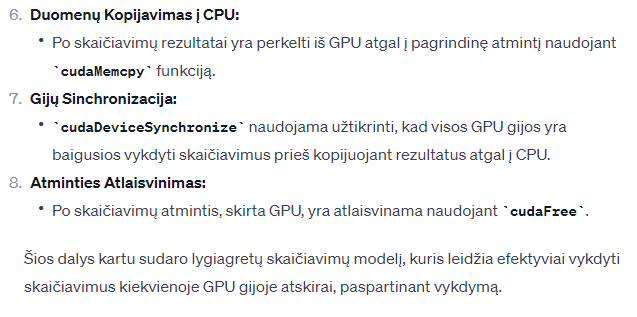 6. Duomenų Kopijavimas į CPU:
• Po skaičiavimų rezultatai yra perkelti iš GPU atgal į pagrindinę atmintį naudojant
`cudaMemcpy` funkciją.
7. Gijų Sinchronizacija:
• `cudaDeviceSynchronize` naudojama užtikrinti, kad visos GPU gijos yra
baigusios vykdyti skaičiavimus prieš kopijuojant rezultatus atgal į CPU.
8. Atminties Atlaisvinimas:
• Po skaičiavimų atmintis, skirta GPU, yra atlaisvinama naudojant `cudaFree`.
Šios dalys kartu sudaro lygiagretų skaičiavimų modelį, kuris leidžia efektyviai vykdyti
skaičiavimus kiekvienoje GPU gijoje atskirai, paspartinant vykdymą.